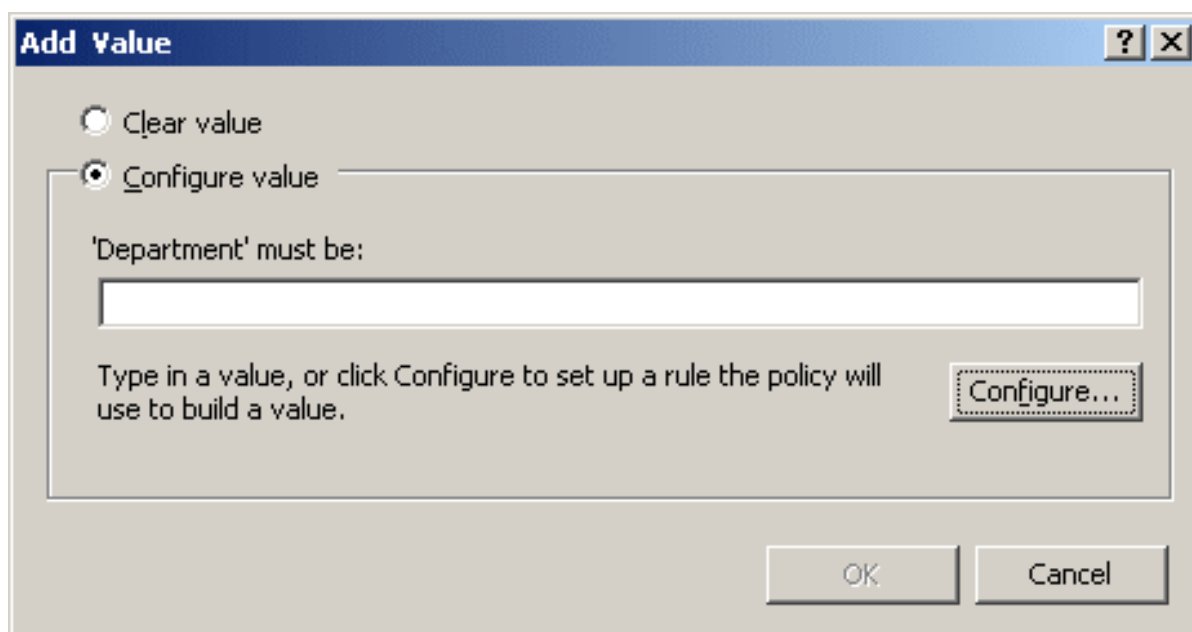 Add Value
Clear value
Configure value
'Department' must be:
Type in a value, or click Configure to set up a rule the policy will
use to build a value.
Configure...
OK
Cancel